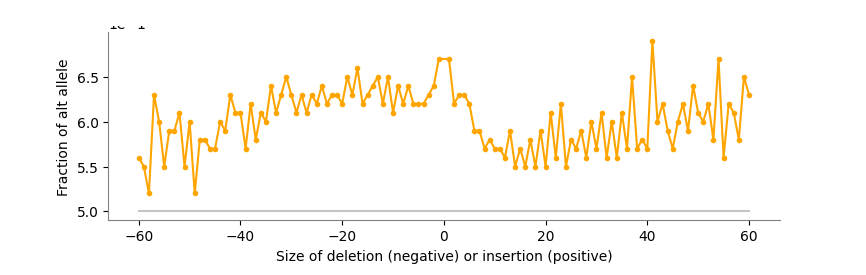 6.5
6.0
5.5
5.0
Fraction of alt allele
−60 −40 −20 0 20 40 60
Size of deletion (negative) or insertion (positive)